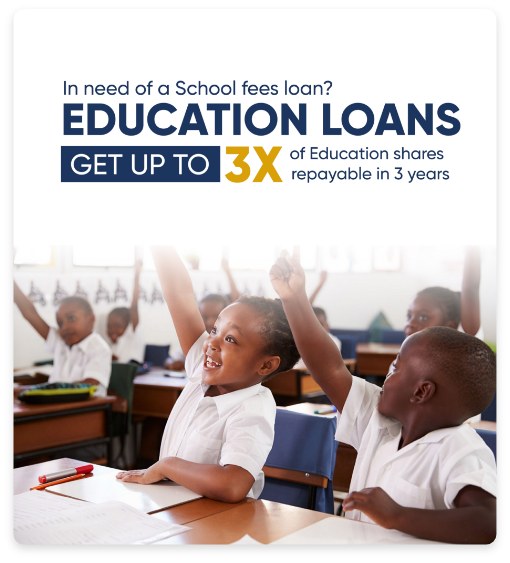 In need of a School fees loan?
EDUCATION LOANS
GET UP TO 3X of Education shares
repayable in 3 years